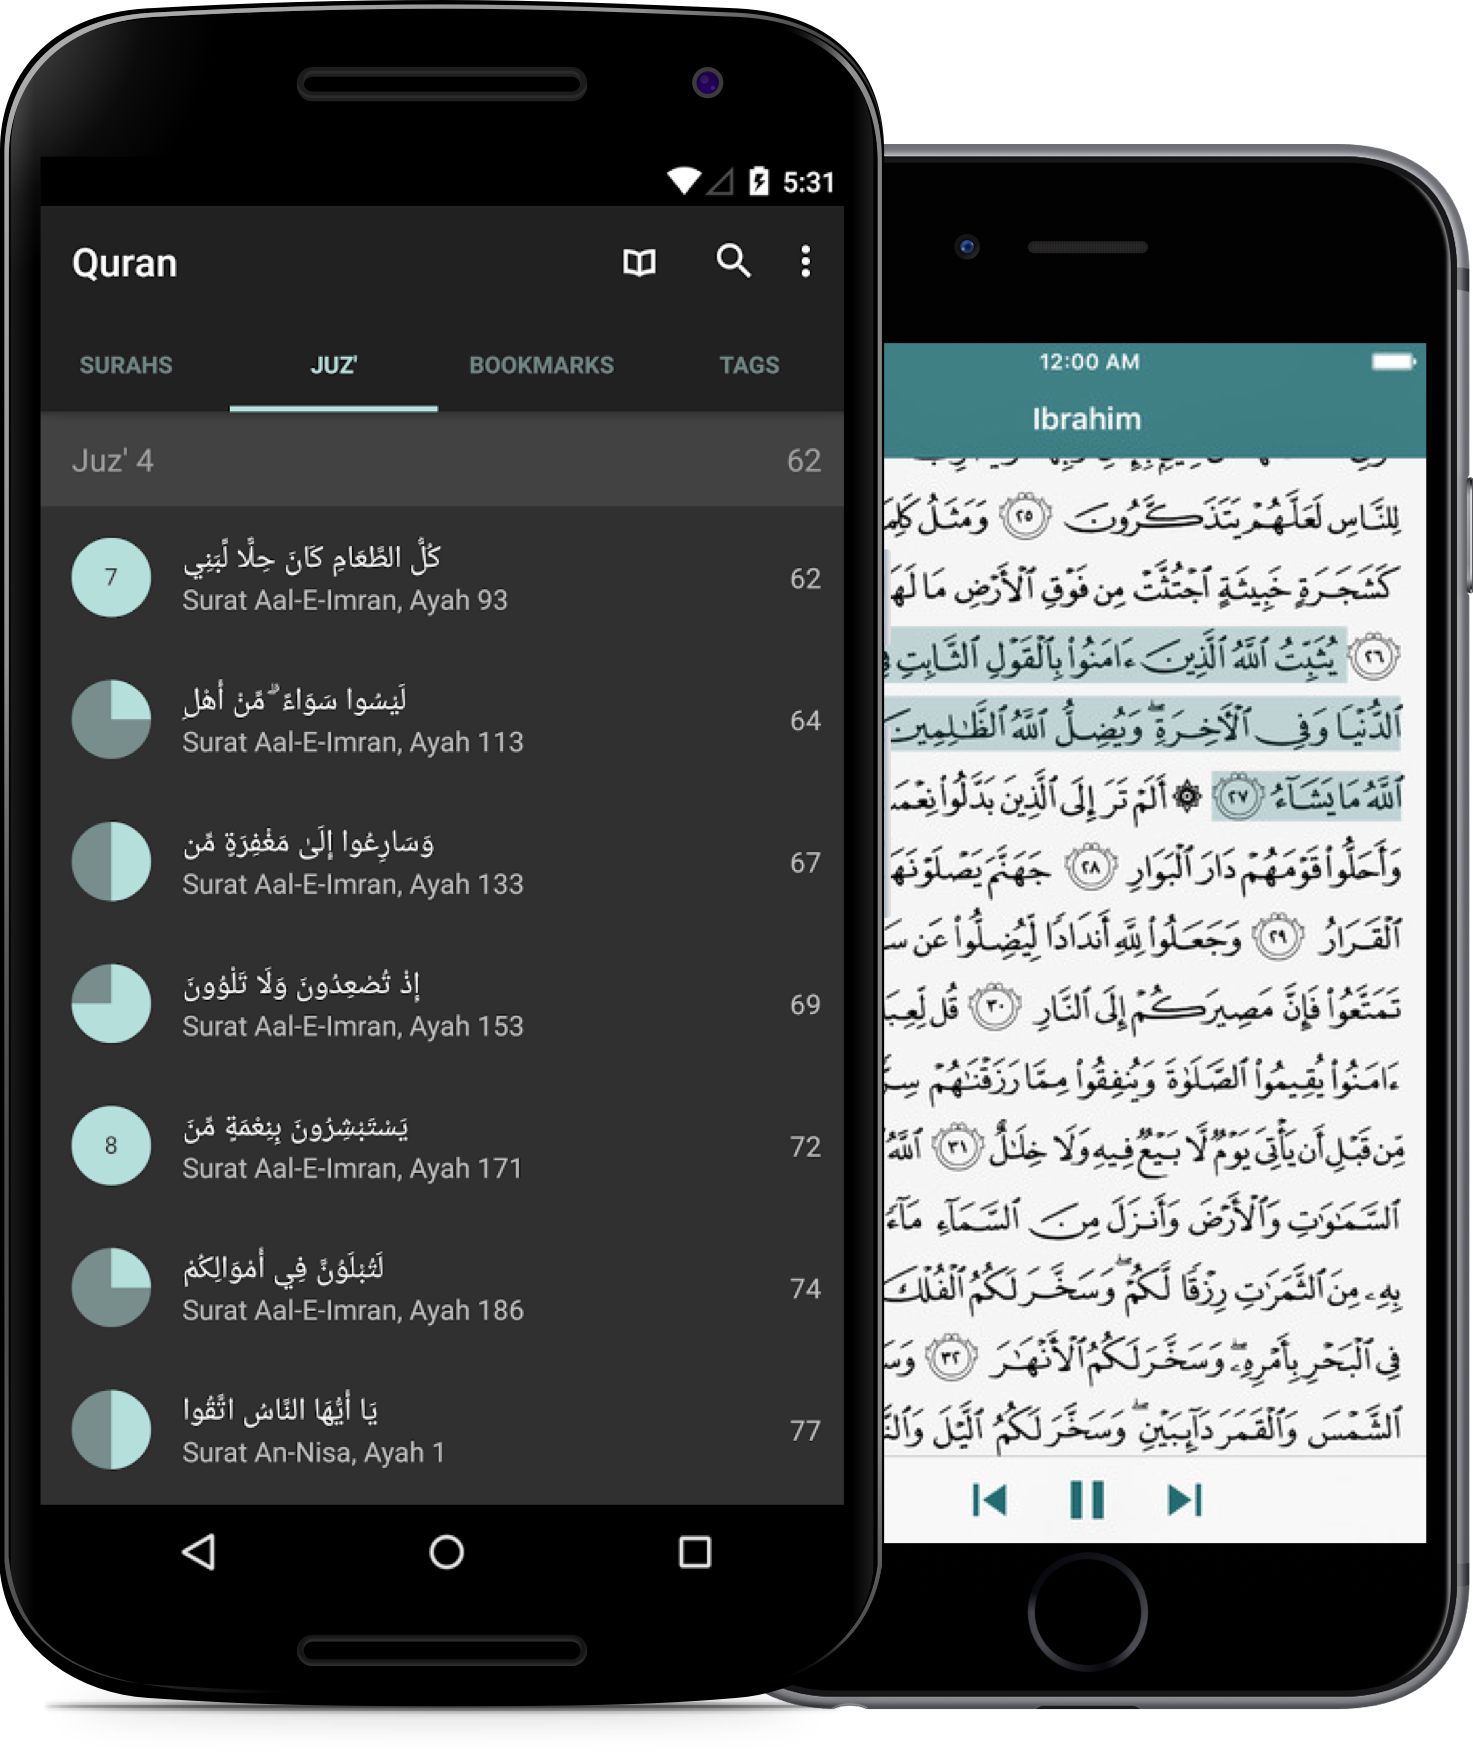 5:31
Quran
SURAHS JUZ' BOOKMARKS TAGS
Juz' 4 62
7
كُلُّ الطَّعَامِ كَانَ حِلًّا لِّبَنِي
Surat Aal-E-Imran, Ayah 93
62
لَيْسُوا سَوَاءً ۗ مِّنْ أَهْلِ
Surat Aal-E-Imran, Ayah 113
64
وَسَارِعُوا إِلَىٰ مَغْفِرَةٍ مِّن
Surat Aal-E-Imran, Ayah 133
67
إِذْ تُصْعِدُونَ وَلَا تَلْوُونَ
Surat Aal-E-Imran, Ayah 153
69
8
يَسْتَبْشِرُونَ بِنِعْمَةٍ مِّنَ
Surat Aal-E-Imran, Ayah 171
72
لَتُبْلَوُنَّ فِي أَمْوَالِكُمْ
Surat Aal-E-Imran, Ayah 186
74
يَا أَيُّهَا النَّاسُ اتَّقُوا
Surat An-Nisa, Ayah 1
77
12:00 AM
Ibrahim
لِلنَّاسِ لَعَلَّهُمْ يَتَذَكَّرُونَ ٢٥ وَمَثَلُ
كَشَجَرَةٍ خَبِيثَةٍ ٱجْتُثَّتْ مِن فَوْقِ ٱلْأَرْضِ مَا لَهَا
٢٦ يُثَبِّتُ ٱللَّهُ ٱلَّذِينَ ءَامَنُوا۟ بِٱلْقَوْلِ ٱلثَّابِتِ
ٱلدُّنْيَا وَفِى ٱلْءَاخِرَةِ ۖ وَيُضِلُّ ٱللَّهُ ٱلظَّـٰلِمِينَ
ٱللَّهُ مَا يَشَآءُ ٢٧ ۞ أَلَمْ تَرَ إِلَى ٱلَّذِينَ بَدَّلُوا۟
وَأَحَلُّوا۟ قَوْمَهُمْ دَارَ ٱلْبَوَارِ ٢٨ جَهَنَّمَ يَصْلَوْنَهَا
ٱلْقَرَارُ ٢٩ وَجَعَلُوا۟ لِلَّهِ أَندَادًا لِّيُضِلُّوا۟ عَن
تَمَتَّعُوا۟ فَإِنَّ مَصِيرَكُمْ إِلَى ٱلنَّارِ ٣٠ قُل
ءَامَنُوا۟ يُقِيمُوا۟ ٱلصَّلَوٰةَ وَيُنفِقُوا۟ مِمَّا رَزَقْنَـٰهُمْ
مِّن قَبْلِ أَن يَأْتِىَ يَوْمٌ لَّا بَيْعٌ فِيهِ وَلَا خِلَـٰلٌ ٣١ ٱللَّهُ
ٱلسَّمَـٰوَٰتِ وَٱلْأَرْضَ وَأَنزَلَ مِنَ ٱلسَّمَآءِ مَآءً
بِهِۦ مِنَ ٱلثَّمَرَٰتِ رِزْقًا لَّكُمْ ۖ وَسَخَّرَ لَكُمُ ٱلْفُلْكَ
فِى ٱلْبَحْرِ بِأَمْرِهِۦ ۖ وَسَخَّرَ لَكُمُ ٱلْأَنْهَـٰرَ ٣٢
ٱلشَّمْسَ وَٱلْقَمَرَ دَآئِبَيْنِ ۖ وَسَخَّرَ لَكُمُ ٱلَّيْلَ